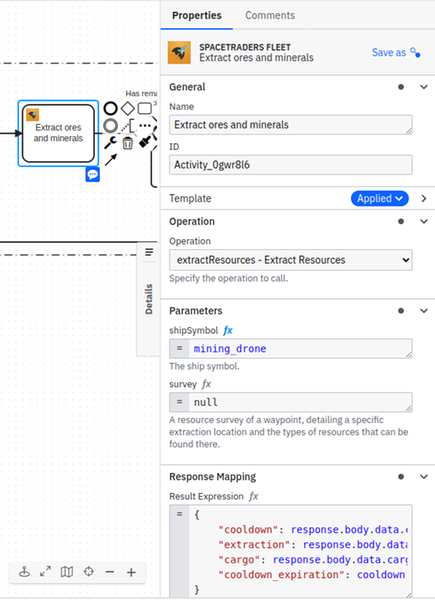 Properties
Comments
SPACETRADERS FLEET
Extract ores and minerals
Save as
General
Name
Extract ores and minerals
ID
Activity_0gwr8l6
Template
Applied
Operation
Operation
extractResources - Extract Resources
Specify the operation to call.
Parameters
shipSymbol fx
= mining_drone
The ship symbol.
survey fx
= null
A resource survey of a waypoint, detailing a specific
extraction location and the types of resources that can be
found there.
Response Mapping
Result Expression fx
= {
"cooldown": response.body.data.c
"extraction": response.body.data
"cargo": response.body.data.carg
"cooldown_expiration": cooldown
}
Has rema
Extract ores
and minerals
Details